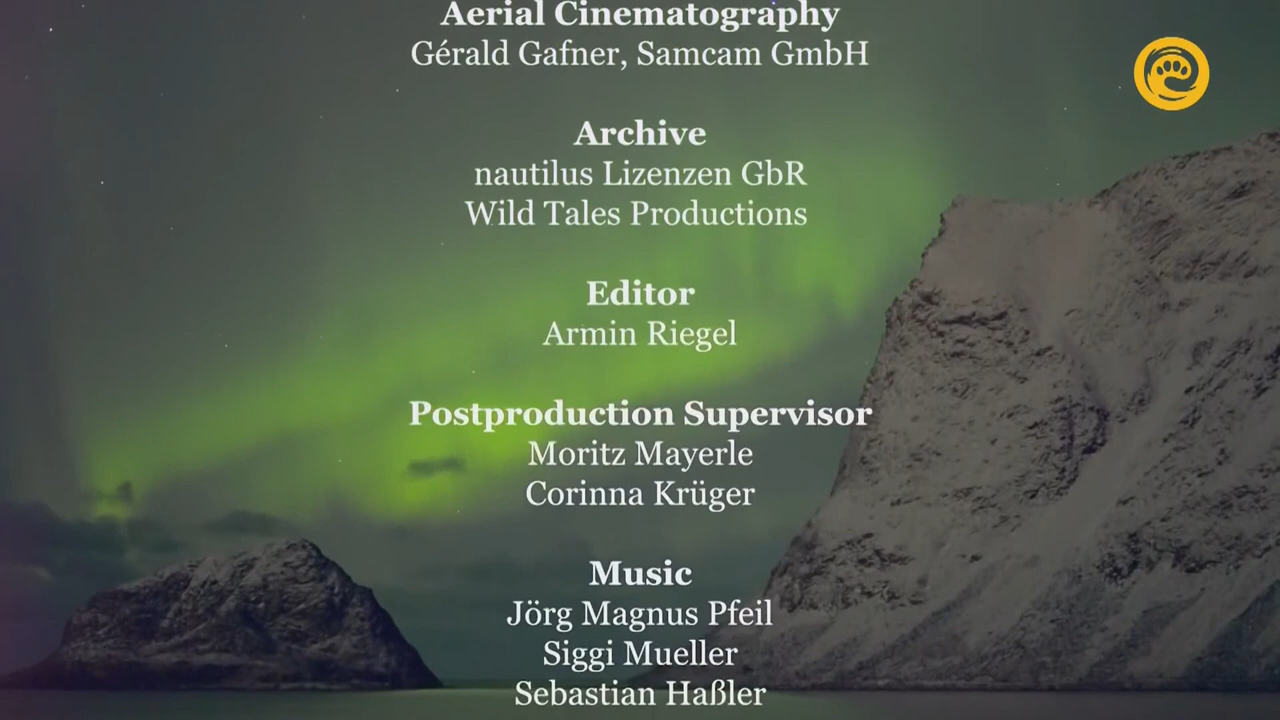 Aerial Cinematography
Gérald Gafner, Samcam GmbH
Archive
nautilus Lizenzen GbR
Wild Tales Productions
Editor
Armin Riegel
Postproduction Supervisor
Moritz Mayerle
Corinna Krüger
Music
Jörg Magnus Pfeil
Siggi Mueller
Sebastian Haßler